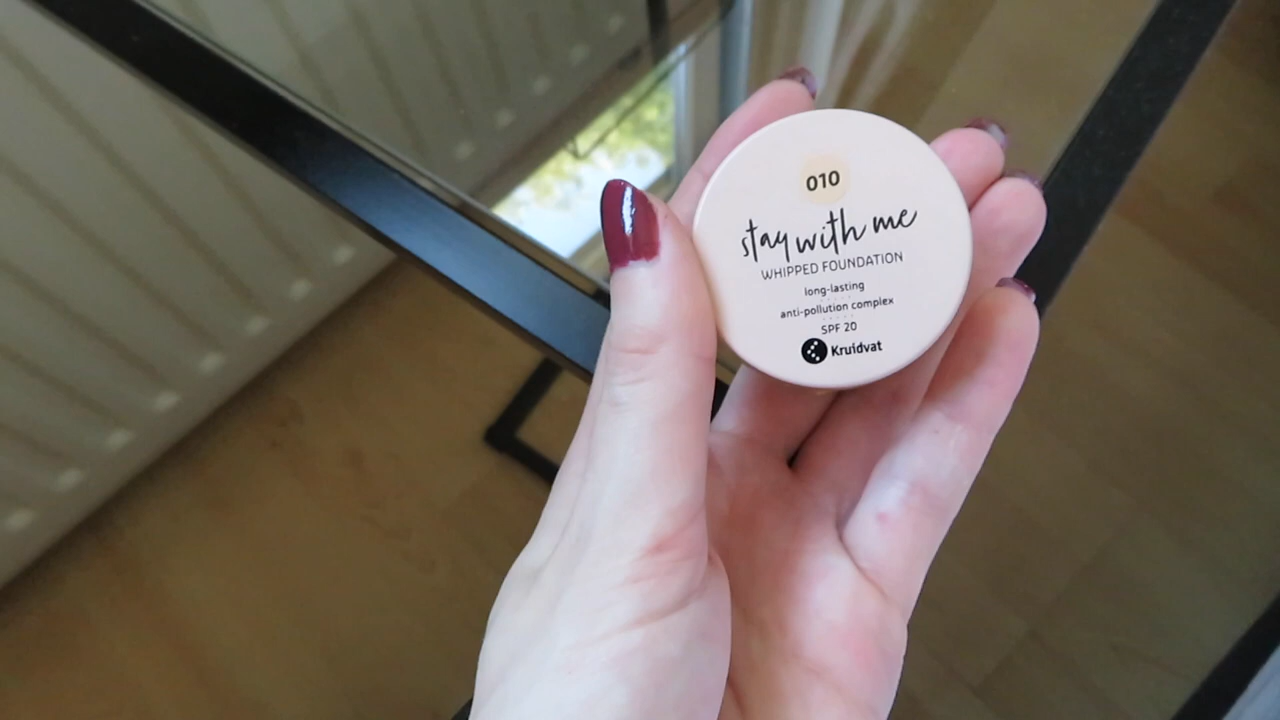 010
stay with me
WHIPPED FOUNDATION
long-lasting
anti-pollution complex
SPF 20
Kruidvat